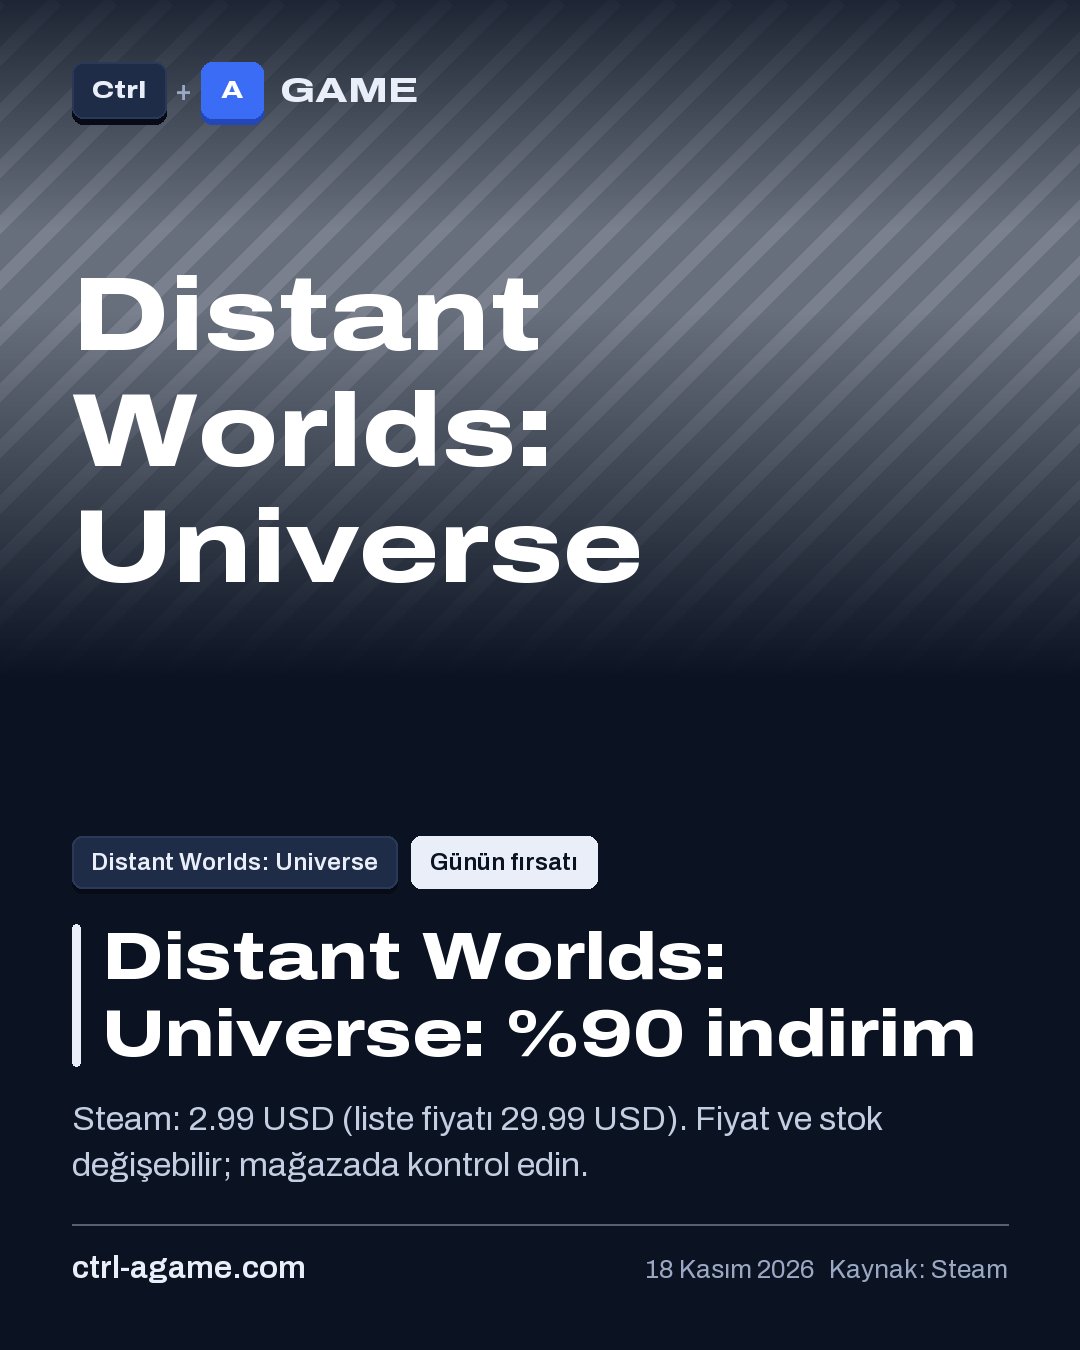 Ctrl + A GAME
Distant
Worlds:
Universe
Distant Worlds: Universe
Günün fırsatı
Distant Worlds:
Universe: %90 indirim
Steam: 2.99 USD (liste fiyatı 29.99 USD). Fiyat ve stok
değişebilir; mağazada kontrol edin.
ctrl-agame.com
18 Kasım 2026 Kaynak: Steam